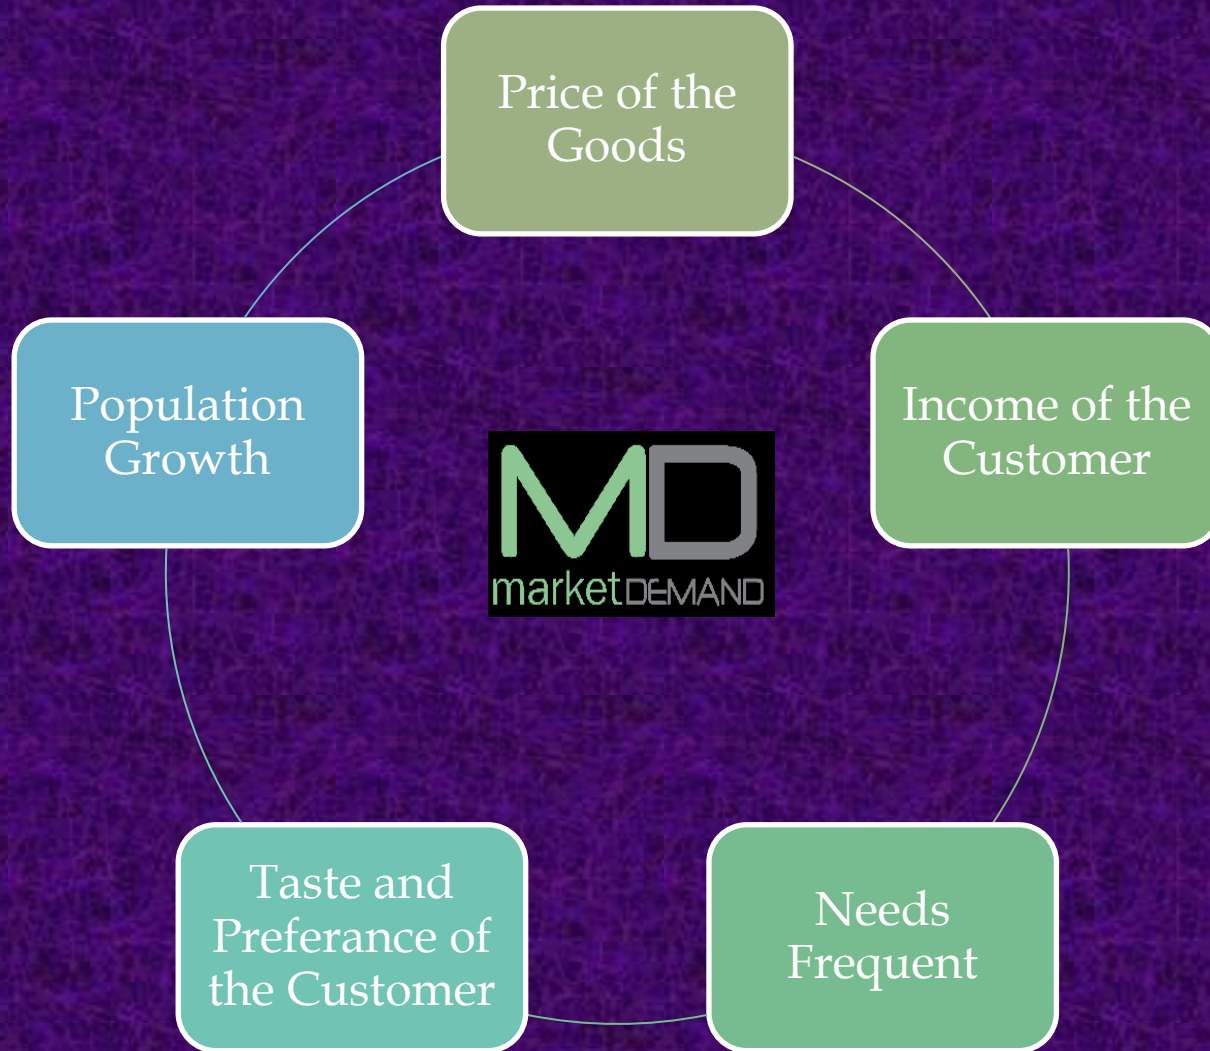 Price of the
Goods
Population
Growth
Income of the
Customer
MD
marketDEMAND
Taste and
Preferance of
the Customer
Needs
Frequent